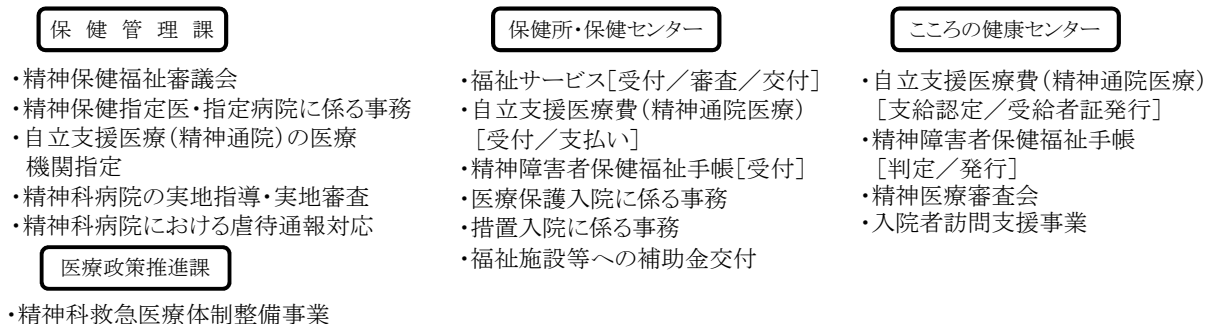 保健管理課
・精神保健福祉審議会
・精神保健指定医・指定病院に係る事務
・自立支援医療(精神通院)の医療
機関指定
・精神科病院の実地指導・実地審査
・精神科病院における虐待通報対応
医療政策推進課
・精神科救急医療体制整備事業
保健所・保健センター
・福祉サービス[受付/審査/交付]
・自立支援医療費(精神通院医療)
[受付/支払い]
・精神障害者保健福祉手帳[受付]
・医療保護入院に係る事務
・措置入院に係る事務
・福祉施設等への補助金交付
こころの健康センター
・自立支援医療費(精神通院医療)
[支給認定/受給者証発行]
・精神障害者保健福祉手帳
[判定/発行]
・精神医療審査会
・入院者訪問支援事業